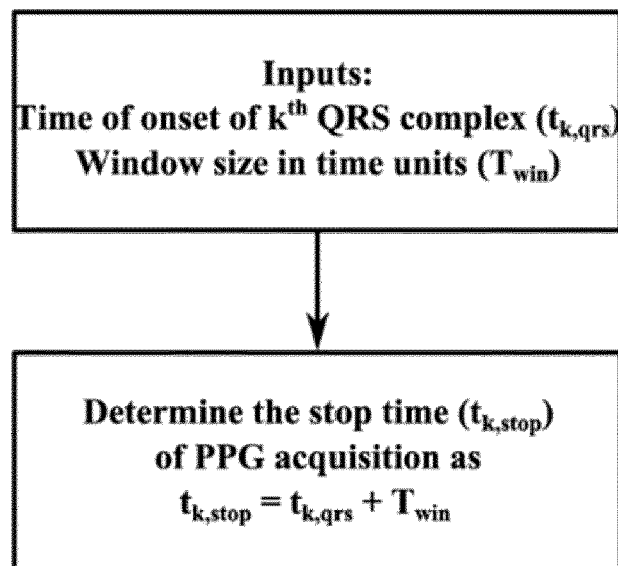 Inputs:
Time of onset of kᵗʰ QRS complex (tₖ,qrs)
Window size in time units (Twin)
Determine the stop time (tk,stop)
of PPG acquisition as
tk,stop = tk,qrs + Twin